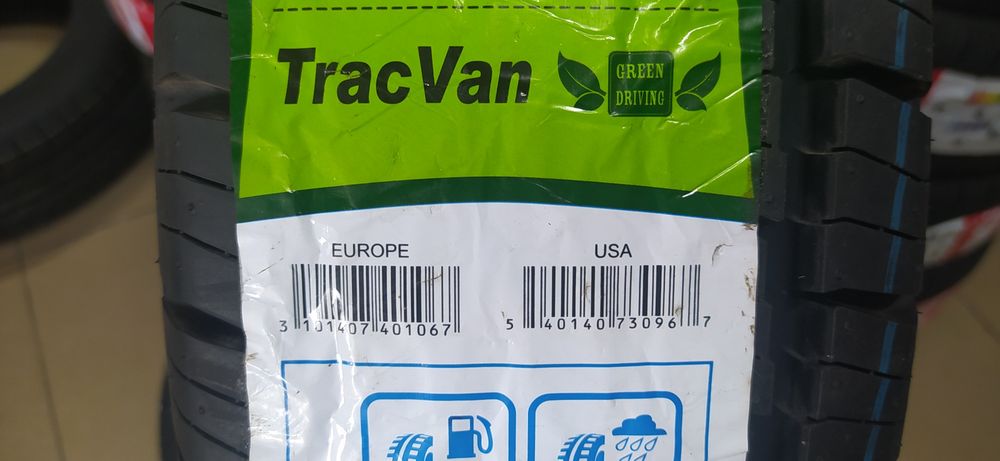 TracVan
GREEN
DRIVING
EUROPE
USA
3 101407 401067
5 40140 73096 7